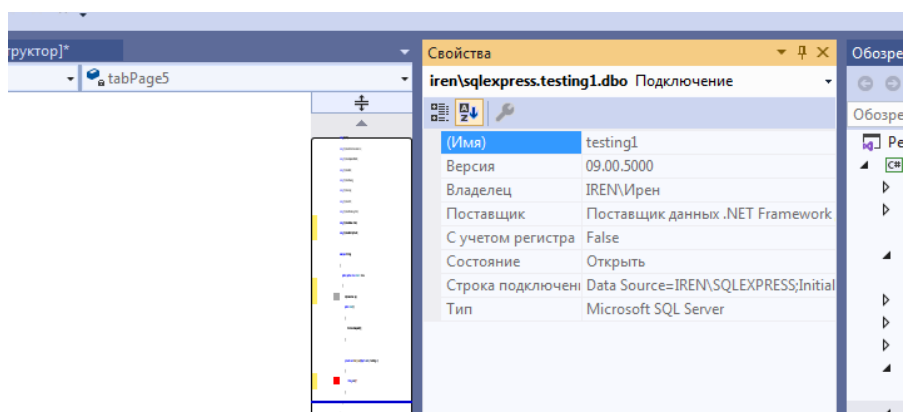 руктор]*
Свойства
Обозре
tabPage5
iren\sqlexpress.testing1.dbo Подключение
Обозре
(Имя) testing1
Ре
Версия 09.00.5000
C#
Владелец IREN\Ирен
Поставщик Поставщик данных .NET Framework
С учетом регистра False
Состояние Открыть
Строка подключени Data Source=IREN\SQLEXPRESS;Initial
Тип Microsoft SQL Server